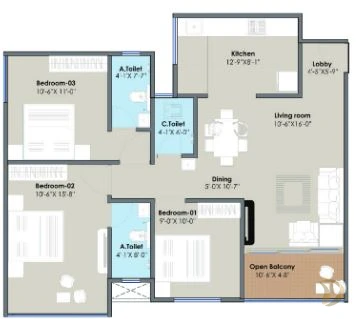 Kitchen
12'-9"X8'-1"
Lobby
4'-5"X5'-9"
A.Toilet
4'-1"X 7'-7"
Bedroom-03
10'-6"X 11'-0"
C.Toilet
4'-1"X 6'-3"
Living room
10'-6"X16'-0"
Dining
5'-0"X 10'-7"
Bedroom-02
10'-6"X 13'-8"
Bedroom-01
9'-0"X 10'-0"
A.Toilet
4'-1"X 8'-0"
Open Balcony
10'-6"X 4'-8"